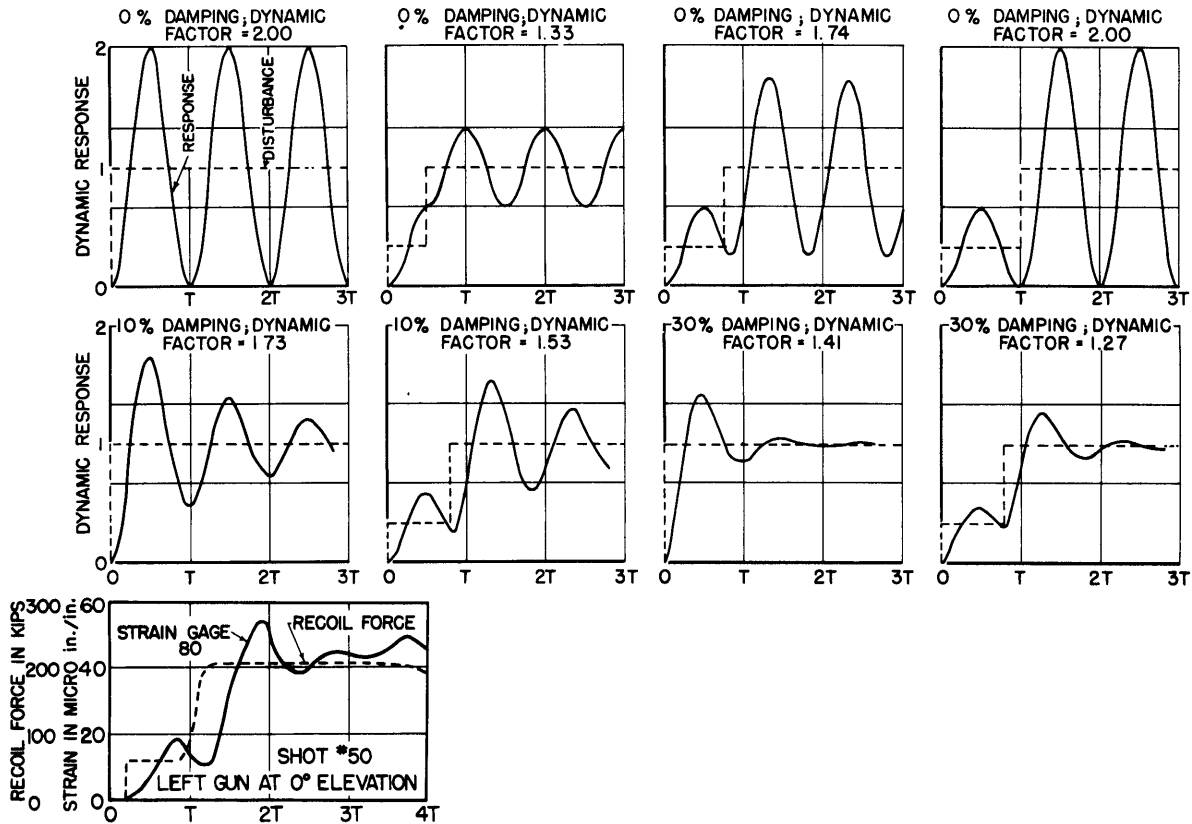 0% DAMPING; DYNAMIC
FACTOR = 2.00
0% DAMPING; DYNAMIC
FACTOR = 1.33
0% DAMPING; DYNAMIC
FACTOR = 1.74
0% DAMPING; DYNAMIC
FACTOR = 2.00
DYNAMIC RESPONSE
2
1
0
RESPONSE
DISTURBANCE
0 T 2T 3T
0 T 2T 3T
0 T 2T 3T
0 T 2T 3T
10% DAMPING; DYNAMIC
FACTOR = 1.73
10% DAMPING; DYNAMIC
FACTOR = 1.53
30% DAMPING; DYNAMIC
FACTOR = 1.41
30% DAMPING; DYNAMIC
FACTOR = 1.27
DYNAMIC RESPONSE
2
1
0
0 T 2T 3T
0 T 2T 3T
0 T 2T 3T
0 T 2T 3T
RECOIL FORCE IN KIPS
300
200
100
0
STRAIN IN MICRO in./in.
60
40
20
0
STRAIN GAGE
80
RECOIL FORCE
SHOT #50
LEFT GUN AT 0° ELEVATION
0 T 2T 3T 4T